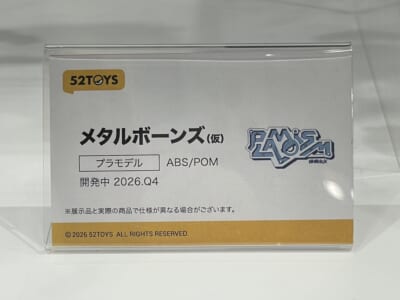 52TOYS
メタルボーンズ(仮)
プラモデル ABS/POM
開発中 2026.Q4
※展示品と実際の商品で仕様が異なる場合がございます。
©2026 52TOYS ALL RIGHTS RESERVED.